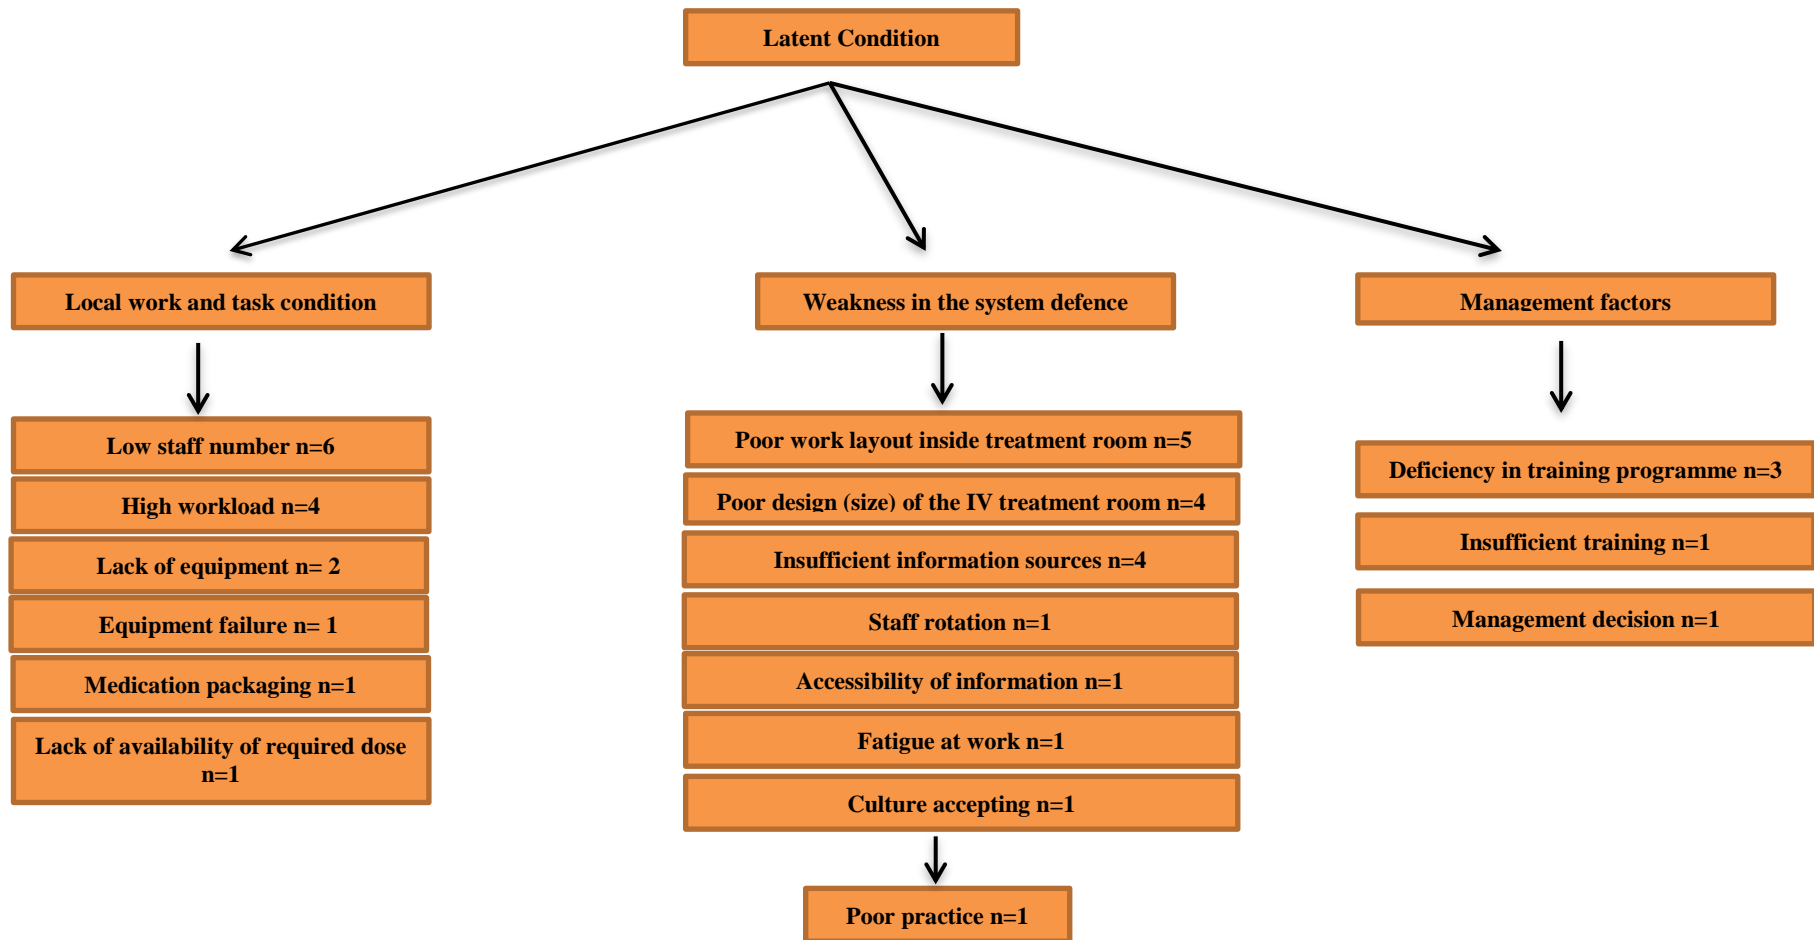 Latent Condition
Local work and task condition
Weakness in the system defence
Management factors
Low staff number n=6
High workload n=4
Lack of equipment n= 2
Equipment failure n= 1
Medication packaging n=1
Lack of availability of required dose
n=1
Poor work layout inside treatment room n=5
Poor design (size) of the IV treatment room n=4
Insufficient information sources n=4
Staff rotation n=1
Accessibility of information n=1
Fatigue at work n=1
Culture accepting n=1
Poor practice n=1
Deficiency in training programme n=3
Insufficient training n=1
Management decision n=1